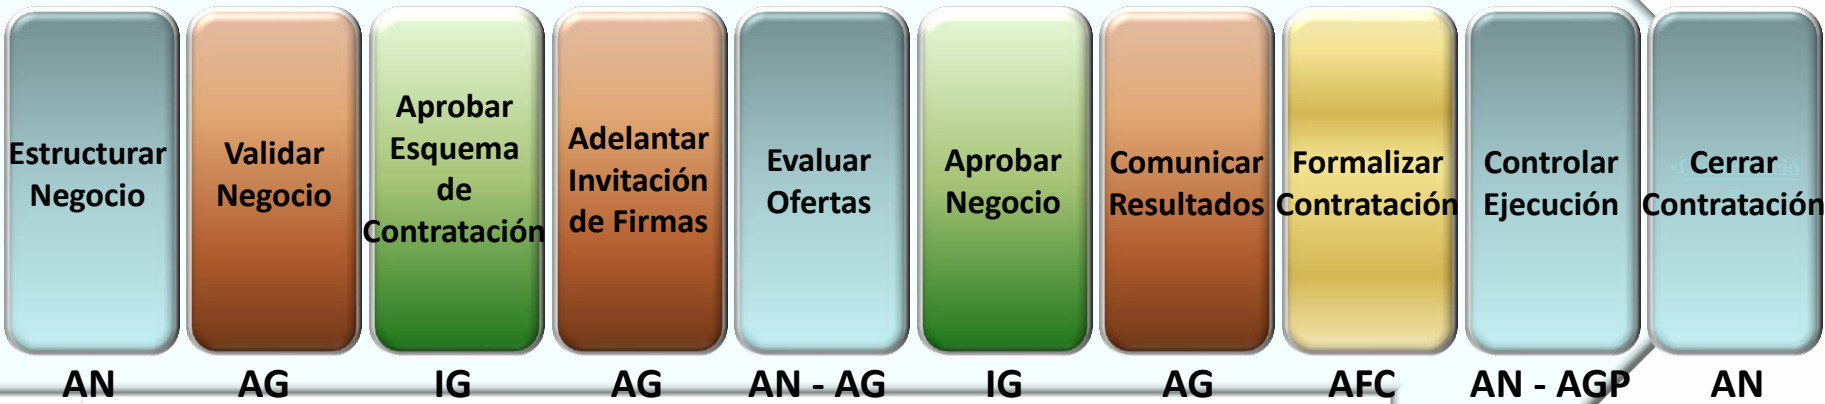 Estructurar
Negocio
Validar
Negocio
Aprobar
Esquema
de
Contratación
Adelantar
Invitación
de Firmas
Evaluar
Ofertas
Aprobar
Negocio
Comunicar
Resultados
Formalizar
Contratación
Controlar
Ejecución
Cerrar
Contratación
AN
AG
IG
AG
AN - AG
IG
AG
AFC
AN - AGP
AN